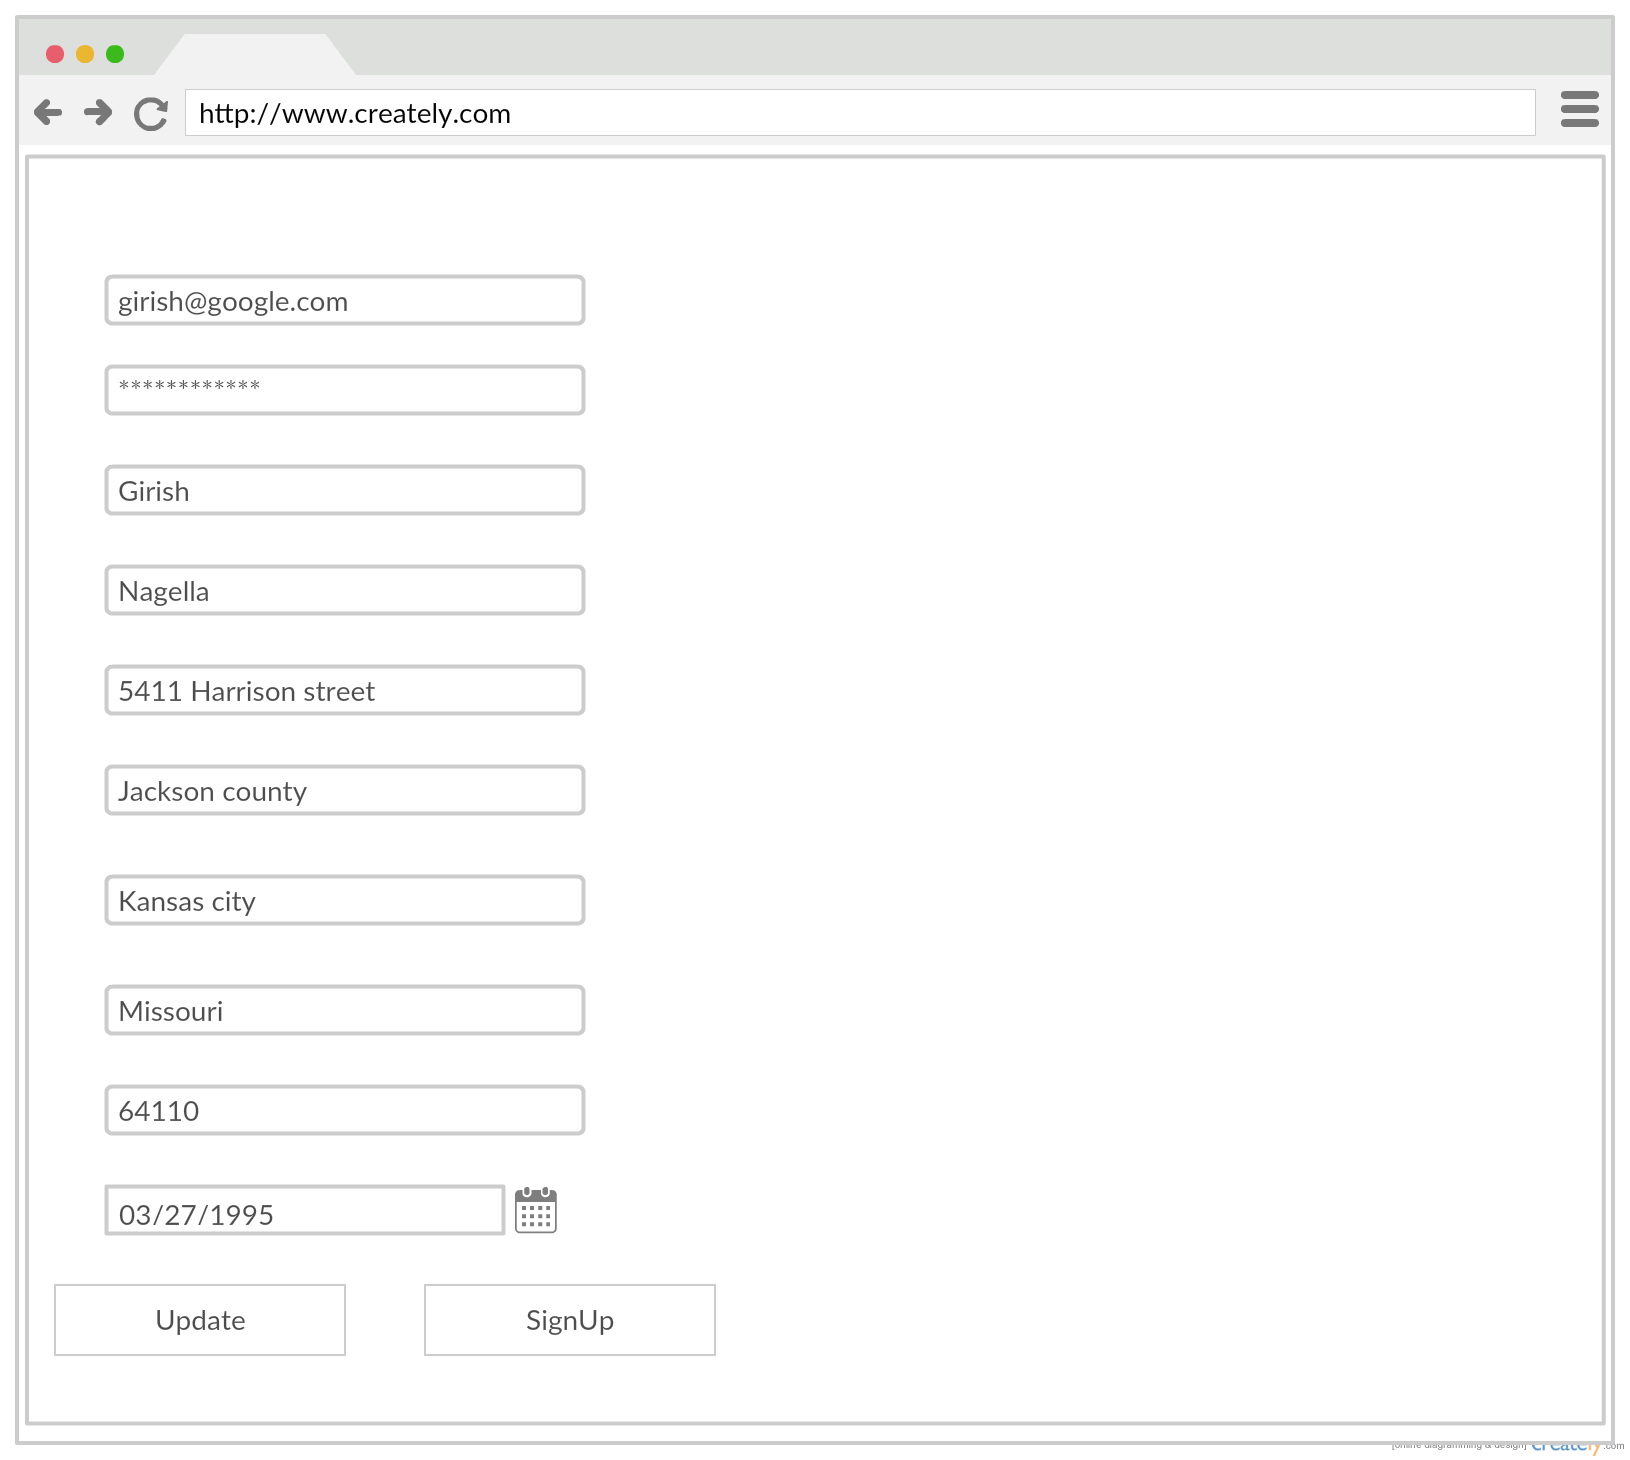 http://www.creately.com
girish@google.com
************
Girish
Nagella
5411 Harrison street
Jackson county
Kansas city
Missouri
64110
03/27/1995
Update SignUp
[online diagramming & design] creately.com